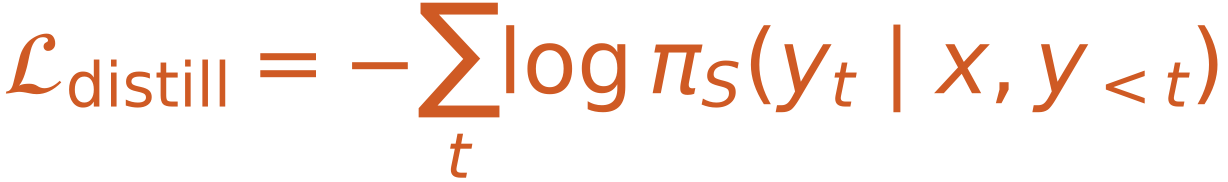 ℒ_distill = −∑_t log π_S(y_t | x, y_{<t})